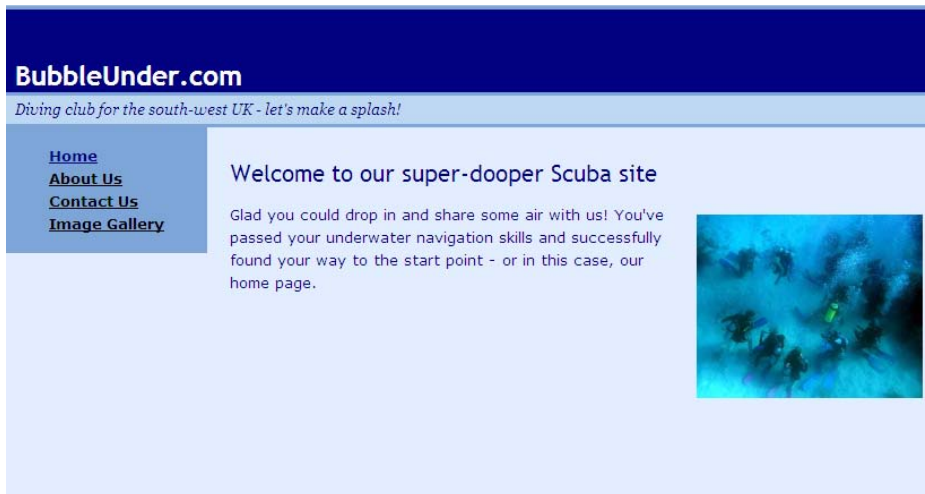 BubbleUnder.com
Diving club for the south-west UK - let's make a splash!
Home
About Us
Contact Us
Image Gallery
Welcome to our super-dooper Scuba site
Glad you could drop in and share some air with us! You've
passed your underwater navigation skills and successfully
found your way to the start point - or in this case, our
home page.